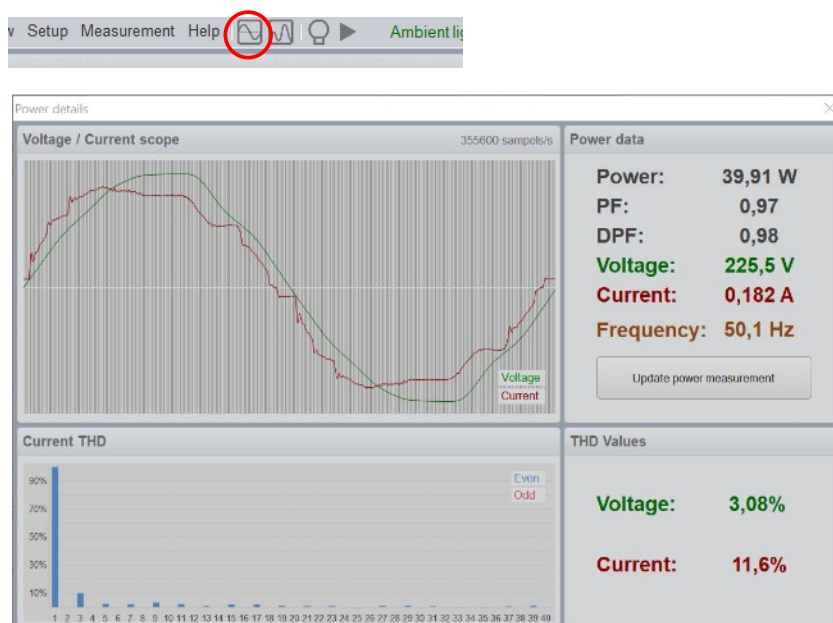 w Setup Measurement Help
Ambient lig
Power details
Voltage / Current scope
355600 sampels/s
Voltage
Current
Power data
Power: 39,91 W
PF: 0,97
DPF: 0,98
Voltage: 225,5 V
Current: 0,182 A
Frequency: 50,1 Hz
Update power measurement
Current THD
Even
Odd
90%
70%
50%
30%
10%
1 2 3 4 5 6 7 8 9 10 11 12 13 14 15 16 17 18 19 20 21 22 23 24 25 26 27 28 29 30 31 32 33 34 35 36 37 38 39 40
THD Values
Voltage: 3,08%
Current: 11,6%